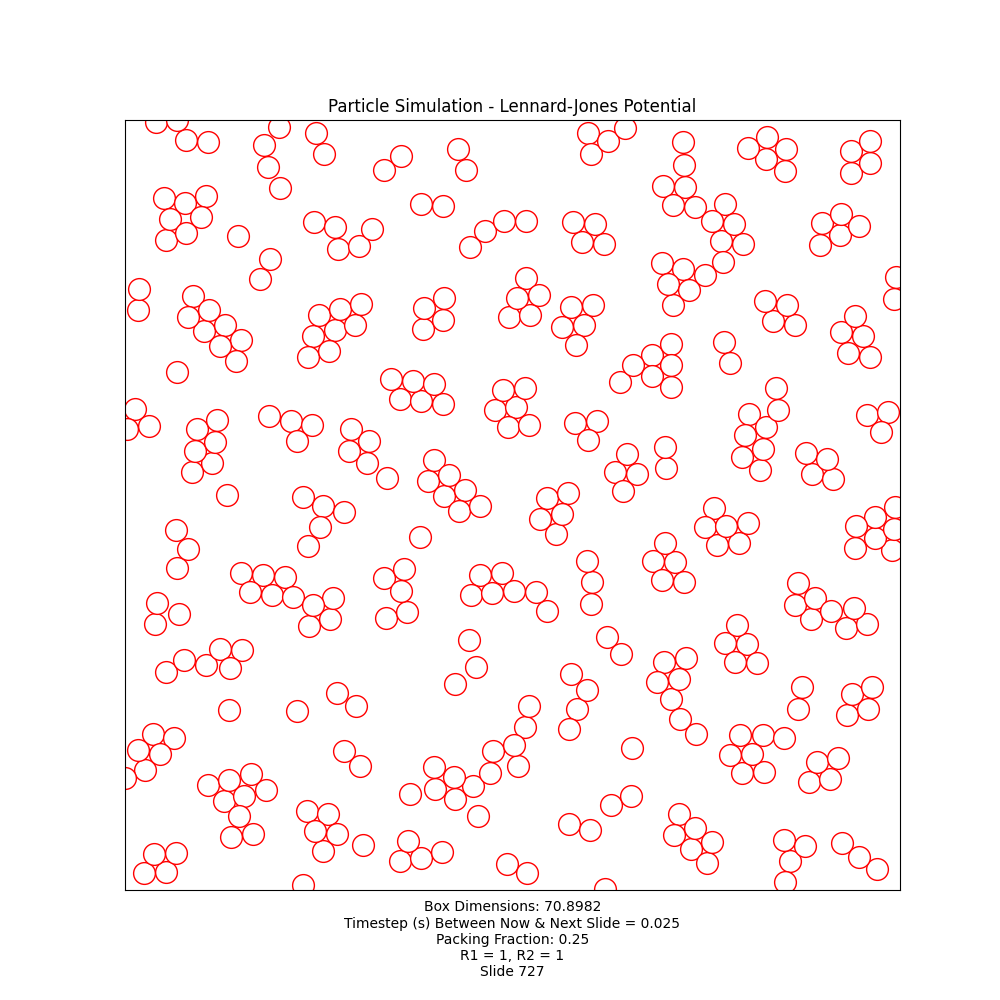 Particle Simulation - Lennard-Jones Potential
Box Dimensions: 70.8982
Timestep (s) Between Now & Next Slide = 0.025
Packing Fraction: 0.25
R1 = 1, R2 = 1
Slide 727